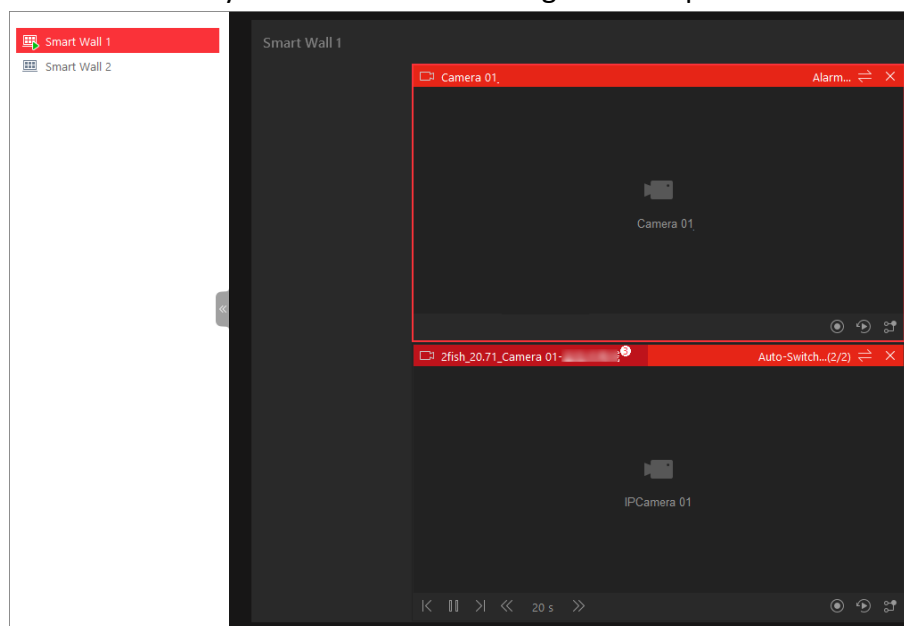 Smart Wall 1
Smart Wall 2
Smart Wall 1
Camera 01
Alarm...
Camera 01
2fish_20.71_Camera 01-
3
Auto-Switch...(2/2)
IPCamera 01
20 s